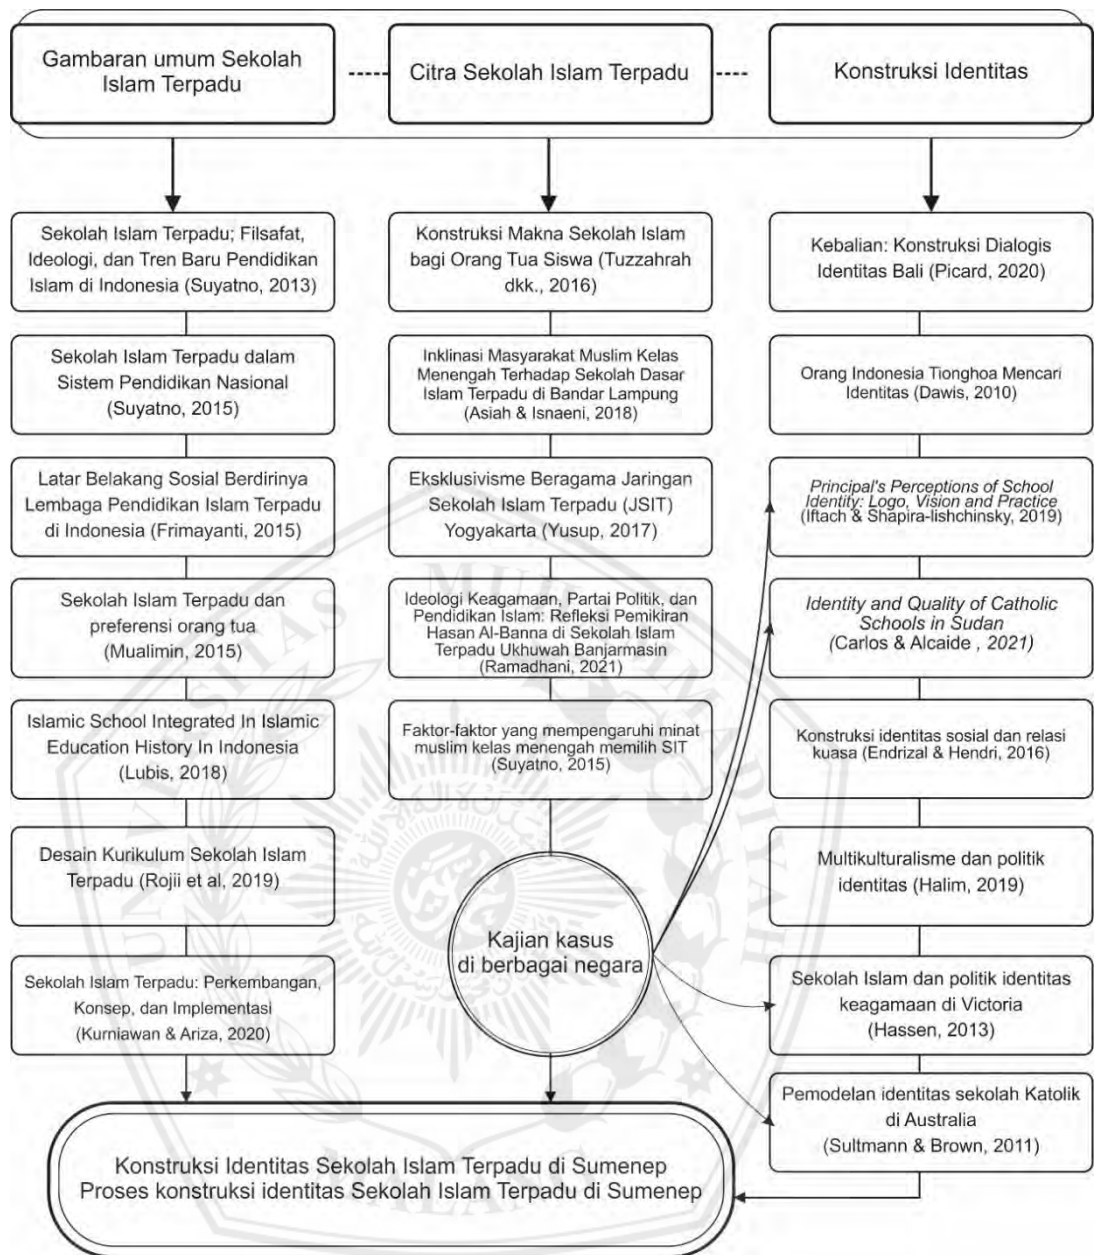 Gambaran umum Sekolah
Islam Terpadu
Citra Sekolah Islam Terpadu
Konstruksi Identitas
Sekolah Islam Terpadu; Filsafat,
Ideologi, dan Tren Baru Pendidikan
Islam di Indonesia (Suyatno, 2013)
Sekolah Islam Terpadu dalam
Sistem Pendidikan Nasional
(Suyatno, 2015)
Latar Belakang Sosial Berdirinya
Lembaga Pendidikan Islam Terpadu
di Indonesia (Frimayanti, 2015)
Sekolah Islam Terpadu dan
preferensi orang tua
(Mualimin, 2015)
Islamic School Integrated In Islamic
Education History In Indonesia
(Lubis, 2018)
Desain Kurikulum Sekolah Islam
Terpadu (Rojii et al, 2019)
Sekolah Islam Terpadu: Perkembangan,
Konsep, dan Implementasi
(Kurniawan & Ariza, 2020)
Konstruksi Makna Sekolah Islam
bagi Orang Tua Siswa (Tuzzahrah
dkk., 2016)
Inklinasi Masyarakat Muslim Kelas
Menengah Terhadap Sekolah Dasar
Islam Terpadu di Bandar Lampung
(Asiah & Isnaeni, 2018)
Eksklusivisme Beragama Jaringan
Sekolah Islam Terpadu (JSIT)
Yogyakarta (Yusup, 2017)
Ideologi Keagamaan, Partai Politik, dan
Pendidikan Islam: Refleksi Pemikiran
Hasan Al-Banna di Sekolah Islam
Terpadu Ukhuwah Banjarmasin
(Ramadhani, 2021)
Faktor-faktor yang mempengaruhi minat
muslim kelas menengah memilih SIT
(Suyatno, 2015)
Kajian kasus
di berbagai negara
Kebalian: Konstruksi Dialogis
Identitas Bali (Picard, 2020)
Orang Indonesia Tionghoa Mencari
Identitas (Dawis, 2010)
Principal's Perceptions of School
Identity: Logo, Vision and Practice
(Iftach & Shapira-lishchinsky, 2019)
Identity and Quality of Catholic
Schools in Sudan
(Carlos & Alcaide , 2021)
Konstruksi identitas sosial dan relasi
kuasa (Endrizal & Hendri, 2016)
Multikulturalisme dan politik
identitas (Halim, 2019)
Sekolah Islam dan politik identitas
keagamaan di Victoria
(Hassen, 2013)
Pemodelan identitas sekolah Katolik
di Australia
(Sultmann & Brown, 2011)
Konstruksi Identitas Sekolah Islam Terpadu di Sumenep
Proses konstruksi identitas Sekolah Islam Terpadu di Sumenep
UNIVERSITAS MUHAMMADIYAH
MALANG